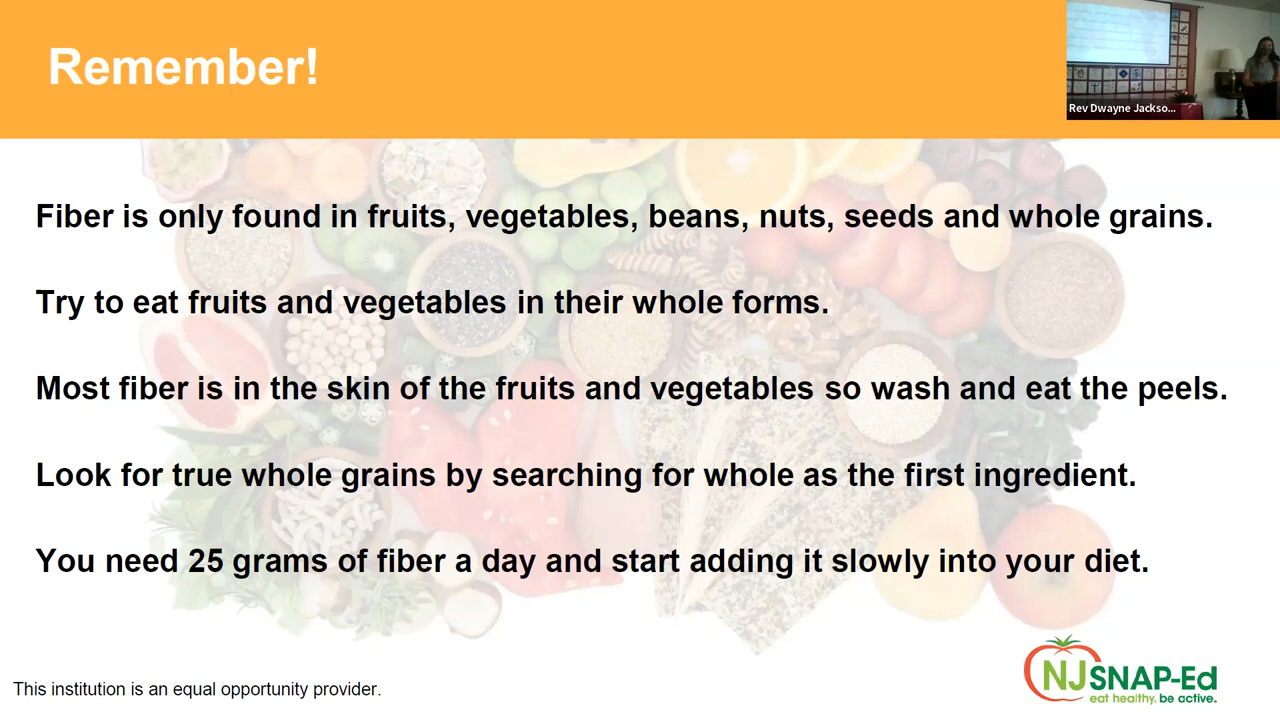 Remember!
Rev Dwayne Jackso...
Fiber is only found in fruits, vegetables, beans, nuts, seeds and whole grains.
Try to eat fruits and vegetables in their whole forms.
Most fiber is in the skin of the fruits and vegetables so wash and eat the peels.
Look for true whole grains by searching for whole as the first ingredient.
You need 25 grams of fiber a day and start adding it slowly into your diet.
NJSNAP-Ed
eat healthy. be active.
This institution is an equal opportunity provider.